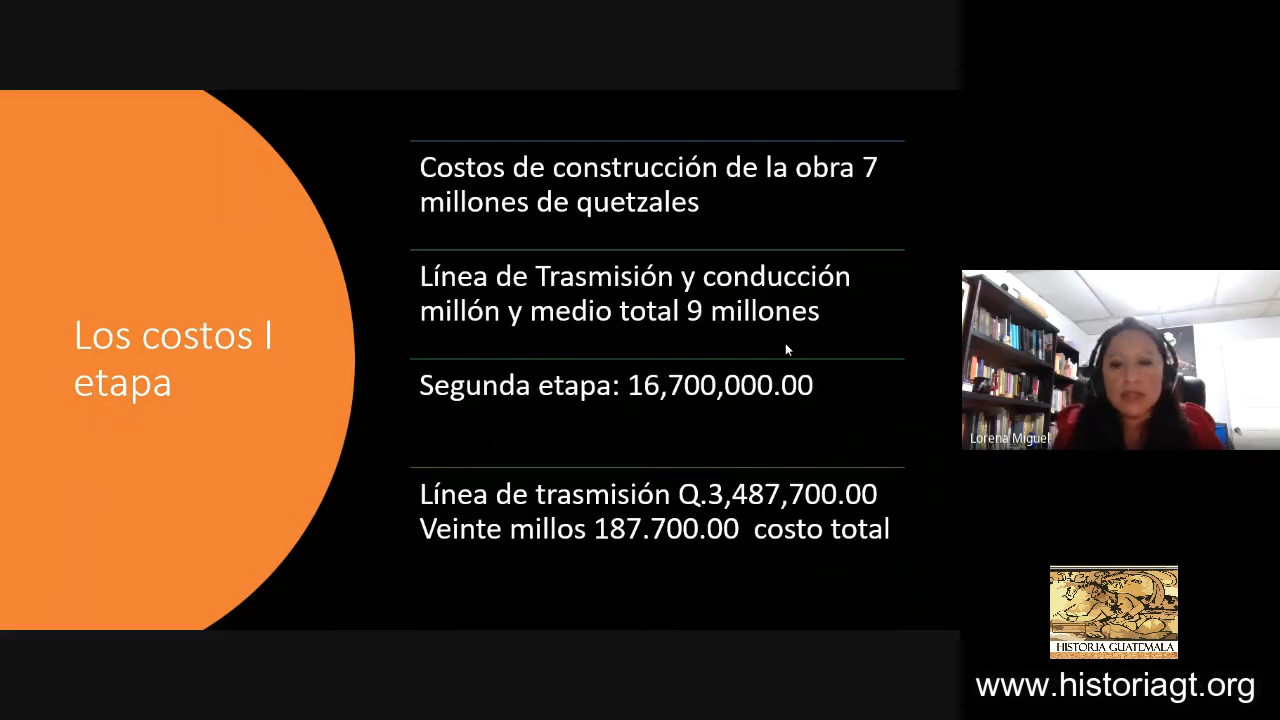 Los costos I
etapa
Costos de construcción de la obra 7
millones de quetzales
Línea de Trasmisión y conducción
millón y medio total 9 millones
Segunda etapa: 16,700,000.00
Línea de trasmisión Q.3,487,700.00
Veinte millos 187.700.00 costo total
Lorena Miguel
HISTORIA GUATEMALA
www.historiagt.org